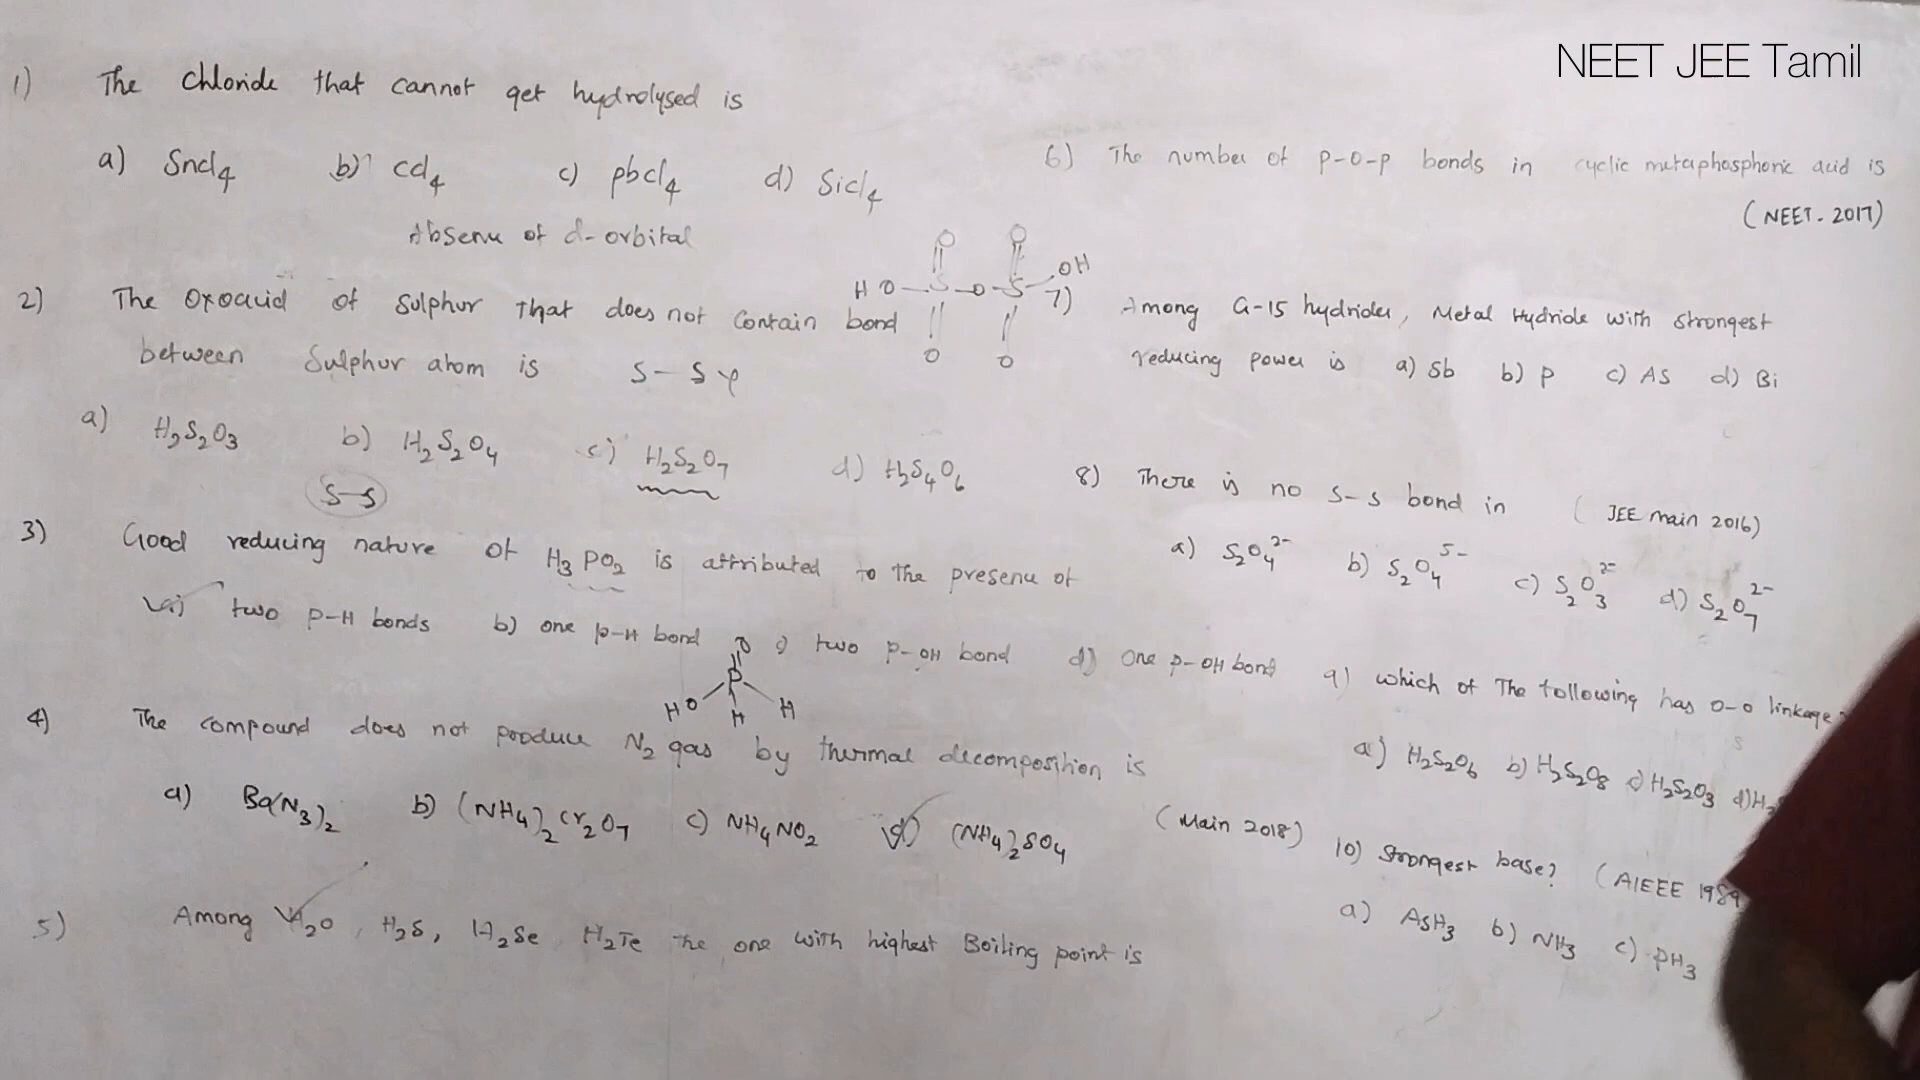 NEET JEE Tamil
1) The chloride that cannot get hydrolysed is
a) Sncl4 b) ccl4 c) pbcl4 d) Sicl4
Absence of d-orbital
2) The Oxoacid of Sulphur that does not contain bond
between Sulphur atom is S-S
a) H2S2O3 b) H2S2O4 c) H2S2O7 d) H2S4O6
S-S
O O
HO-S-O-S-OH
O O
3) Good reducing nature of H3PO2 is attributed to the presence of
a) two P-H bonds b) one P-H bond c) two P-OH bond d) One P-OH bond
O
P
HO H H
4) The compound does not produce N2 gas by thermal decomposition is
(Main 2018)
a) Ba(N3)2 b) (NH4)2Cr2O7 c) NH4NO2 d) (NH4)2SO4
5) Among H2O, H2S, H2Se H2Te the one with highest Boiling point is
6) The number of P-O-P bonds in cyclic metaphosphoric acid is
(NEET-2017)
7) Among G-15 hydrides, Metal Hydride with strongest
reducing power is a) Sb b) P c) AS d) Bi
8) There is no S-S bond in (JEE main 2016)
a) S2O4 2- b) S2O4 5- c) S2O3 2- d) S2O7 2-
9) which of The following has O-O linkage
a) H2S2O6 b) H2S2O8 c) H2S2O3 d) H2
10) Strongest base? (AIEEE 1989
a) AsH3 b) NH3 c) PH3